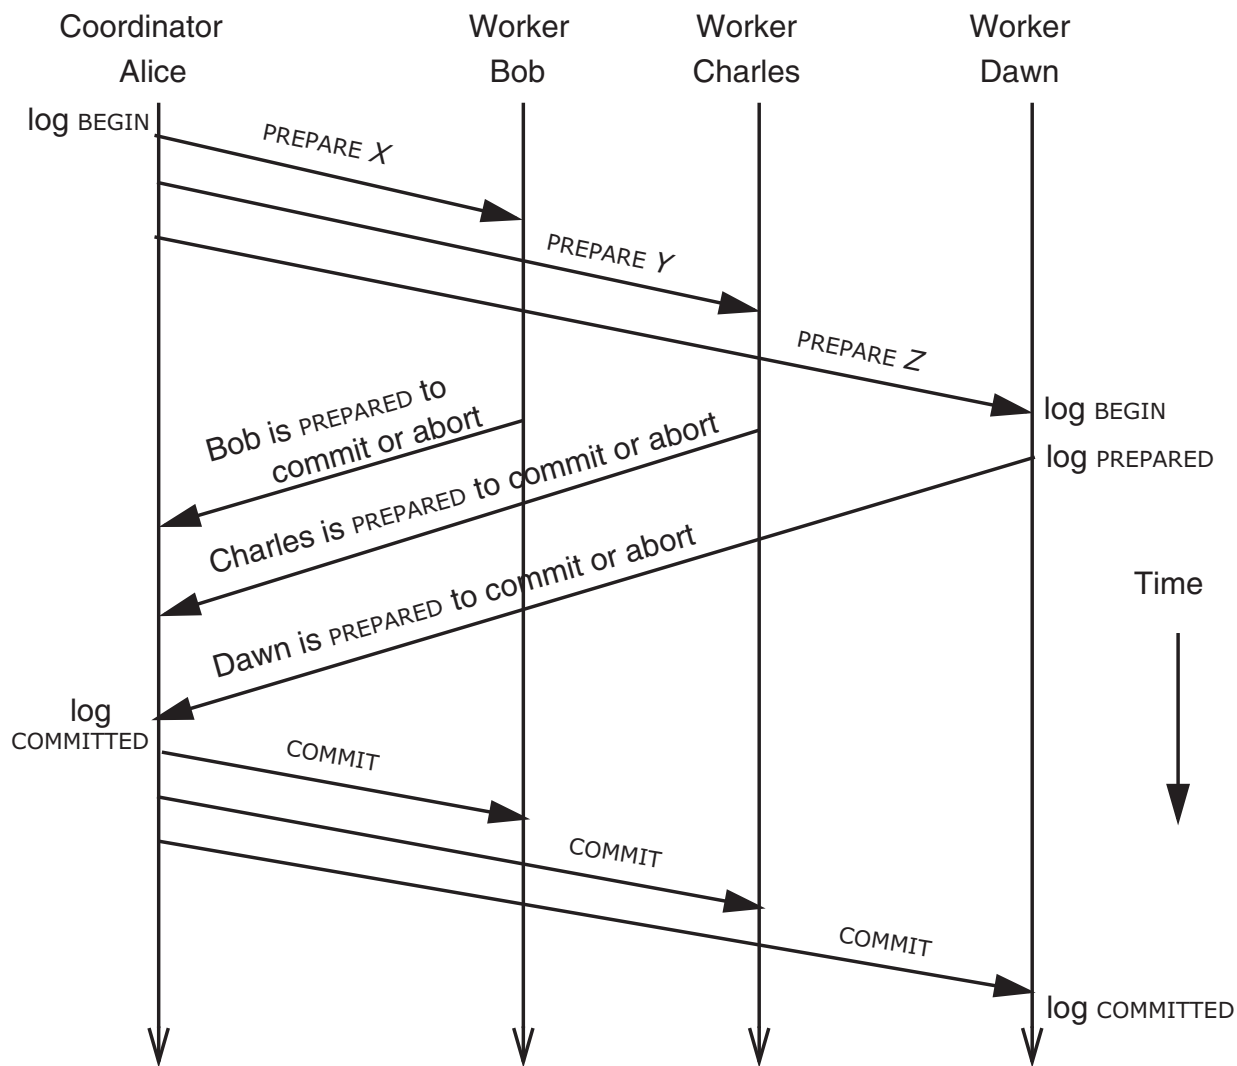 Coordinator
Alice
Worker
Bob
Worker
Charles
Worker
Dawn
log BEGIN
PREPARE X
PREPARE Y
PREPARE Z
log BEGIN
Bob is PREPARED to
commit or abort
log PREPARED
Charles is PREPARED to commit or abort
Dawn is PREPARED to commit or abort
Time
log
COMMITTED
COMMIT
COMMIT
COMMIT
log COMMITTED